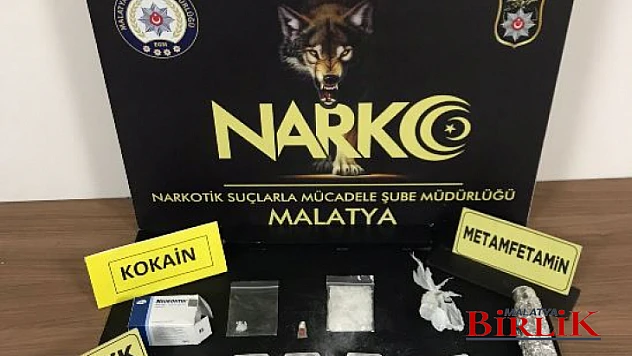 NARKO
NARKOTİK SUÇLARLA MÜCADELE ŞUBE MÜDÜRLÜĞÜ
MALATYA
KOKAİN
METAMFETAMİN
MALATYA
BİRLİK